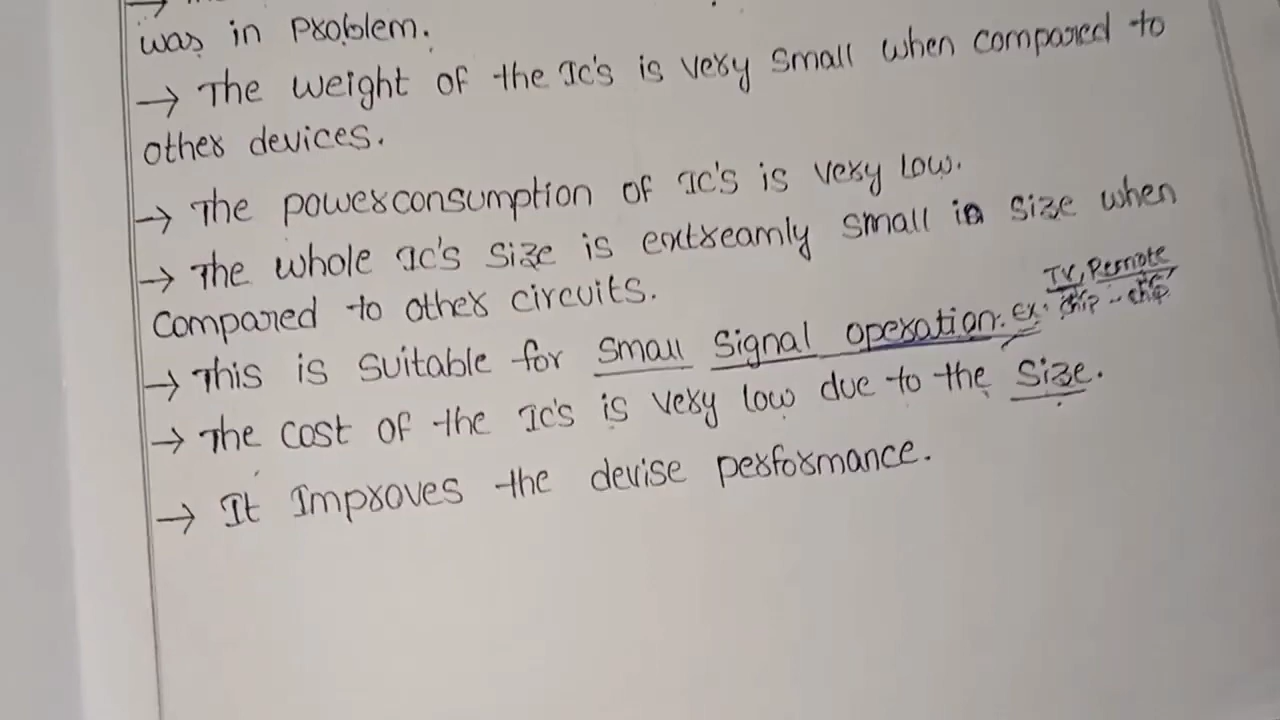 was in problem.
→ The weight of the IC's is very small when compared to
other devices.
→ The powerconsumption of IC's is very low.
→ The whole IC's size is extreamly small in size when
compared to other circuits.
→ This is suitable for small signal operation. ex: TV, Remote
chip - chip
→ The cost of the IC's is very low due to the size.
→ It Improves the devise performance.